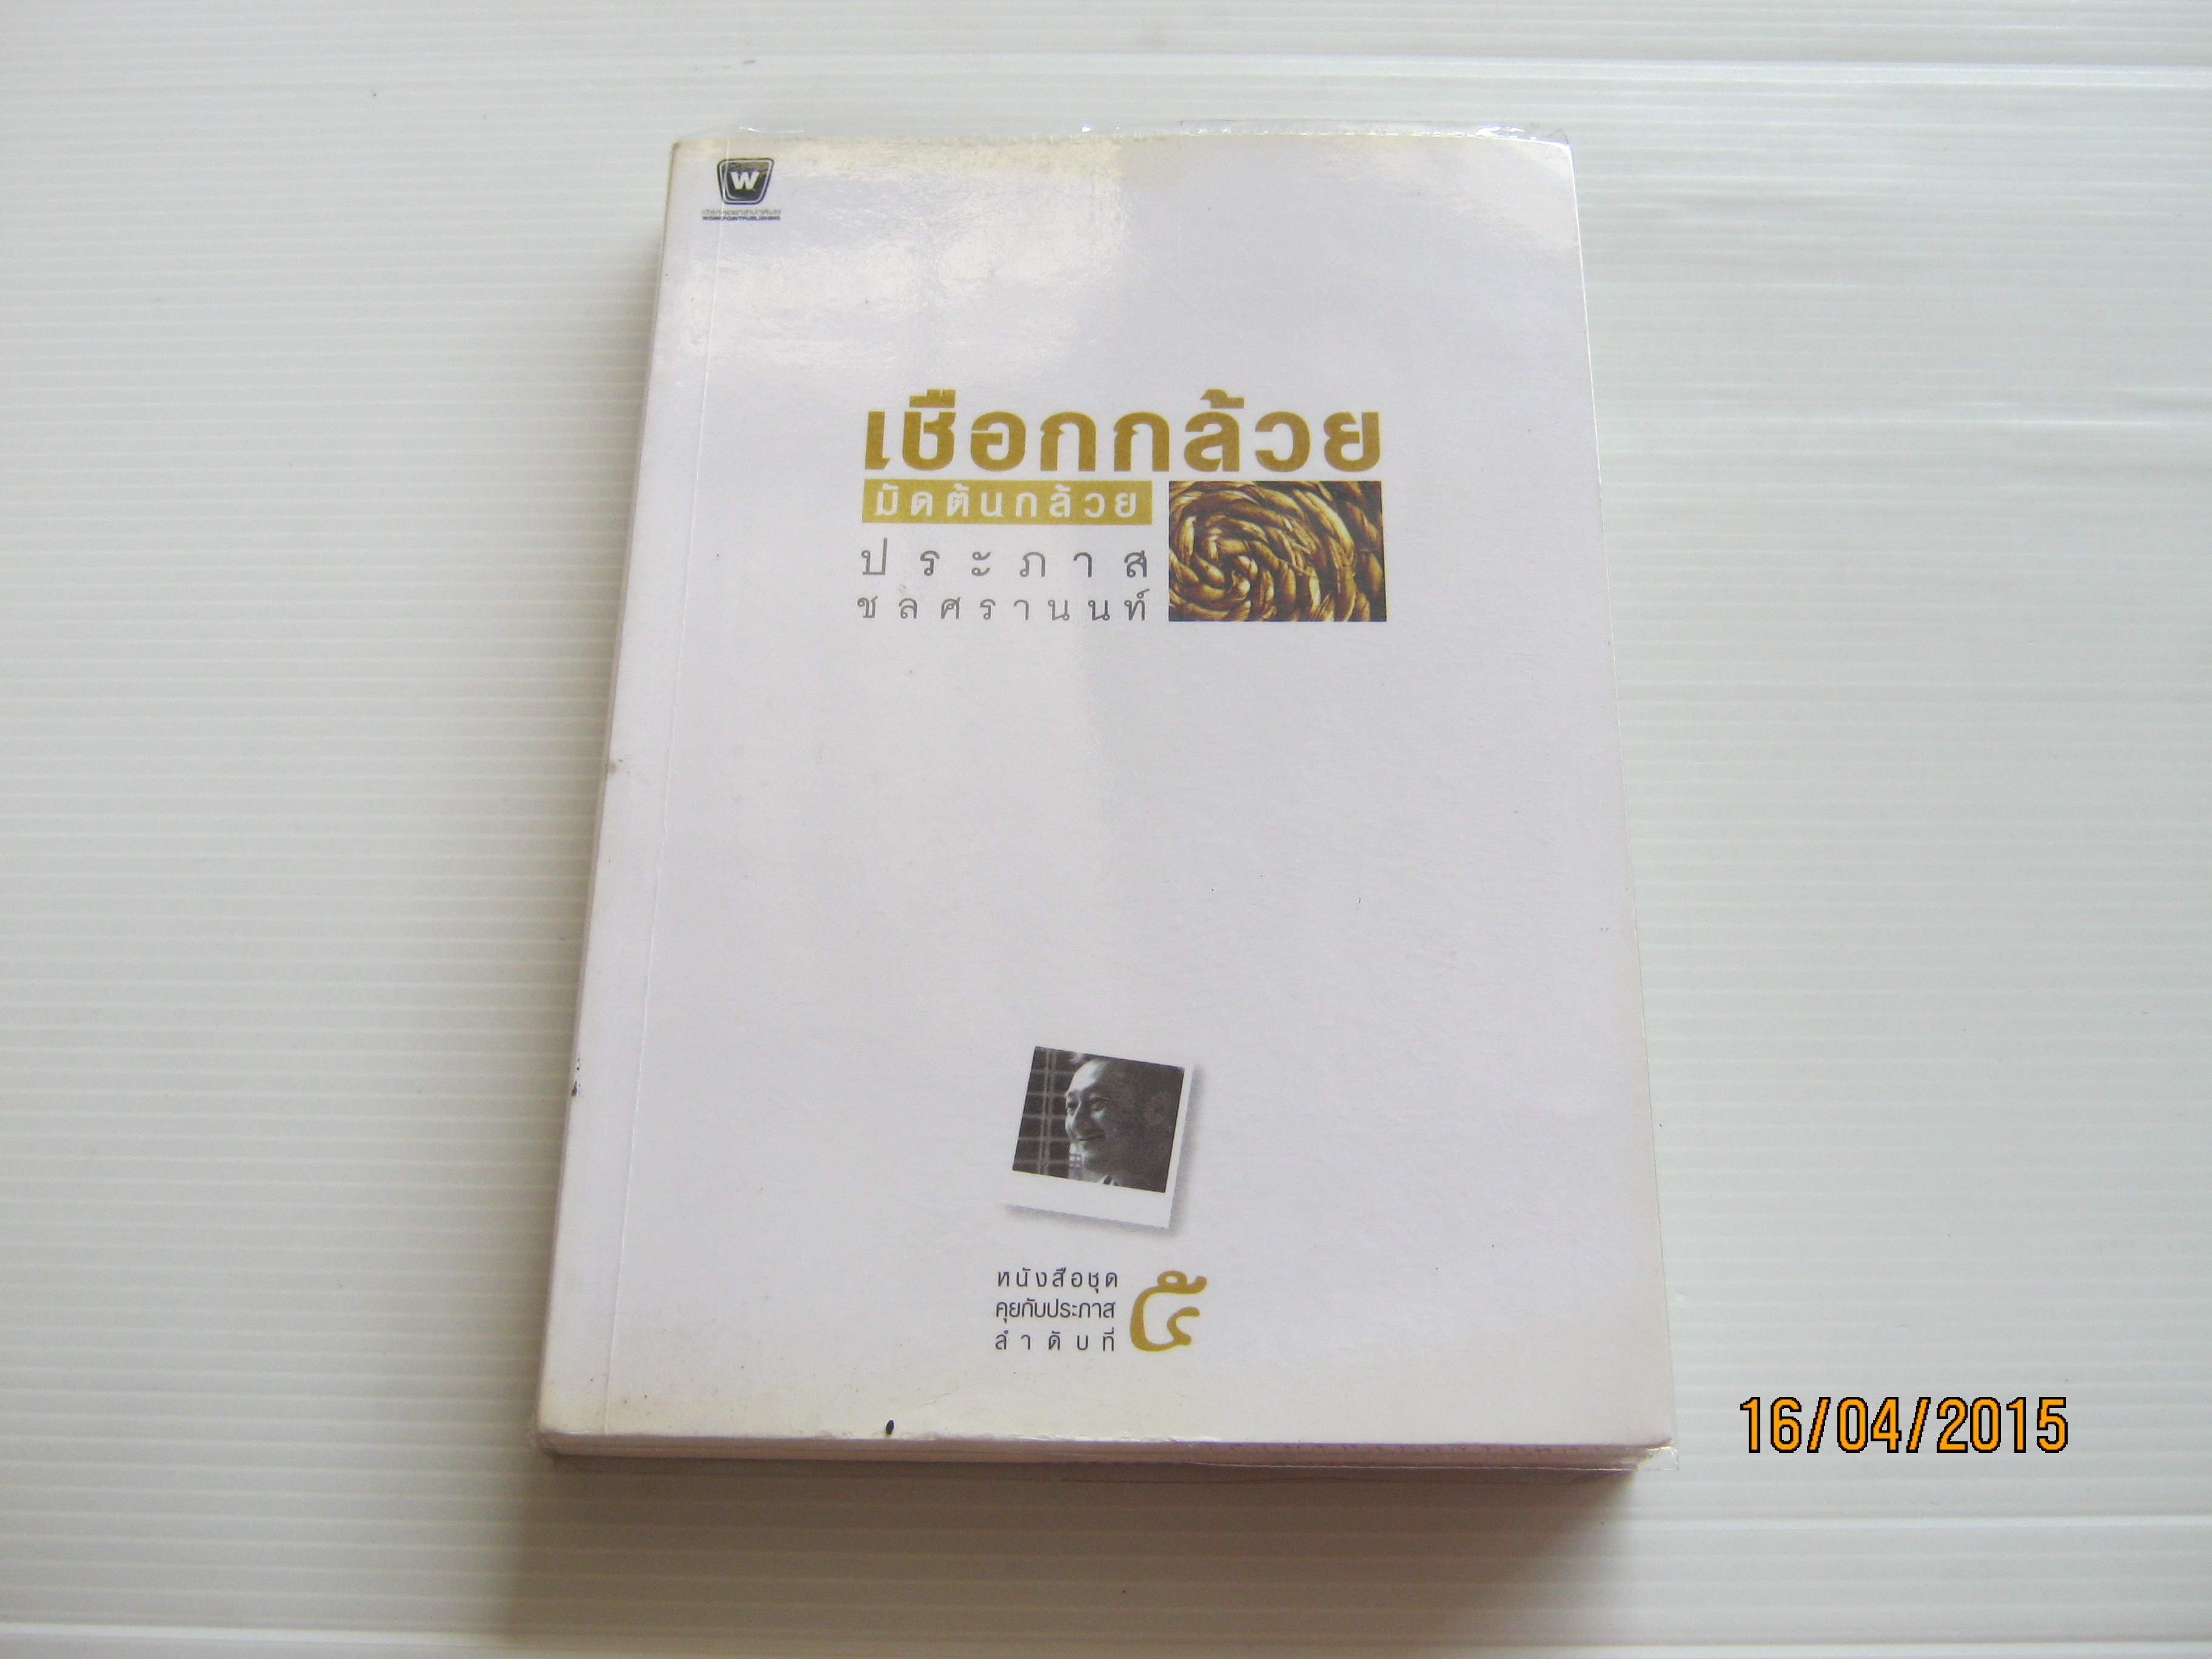 W
WORKPOINT PUBLISHING
เชือกกล้วย
มัดต้นกล้วย
ประภาส
ชลศรานนท์
หนังสือชุด
คุยกับประภาส
ลำดับที่
๕
16/04/2015